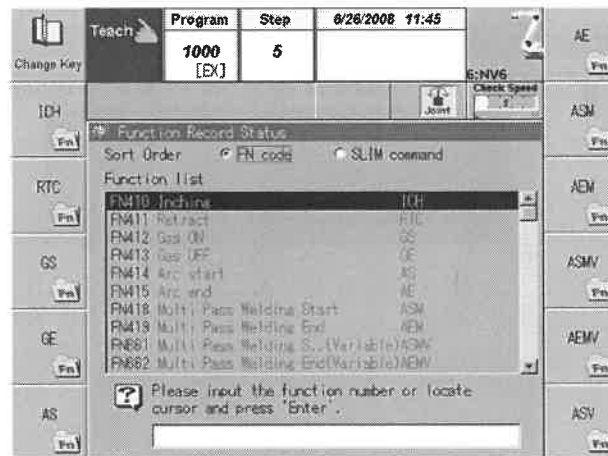 Change Key
Teach
Program
1000
[EX]
Step
5
6/26/2008 11:45
6:NV6
Joint
Check Speed
ICH
Fn
RTC
Fn
GS
Fn
GE
Fn
AS
Fn
AE
Fn
ASM
Fn
AEM
Fn
ASMV
Fn
AEMV
Fn
ASV
Fn
Function Record Status
Sort Order FN code SLIM command
Function list
FN410 Inching ICH
FN411 Retract RTC
FN412 Gas ON GS
FN413 Gas OFF GE
FN414 Arc start AS
FN415 Arc end AE
FN418 Multi Pass Welding Start ASM
FN419 Multi Pass Welding End AEM
FN661 Multi Pass Welding S..(Variable)ASMV
FN662 Multi Pass Welding End(Variable)AEMV
Please input the function number or locate
cursor and press 'Enter'.